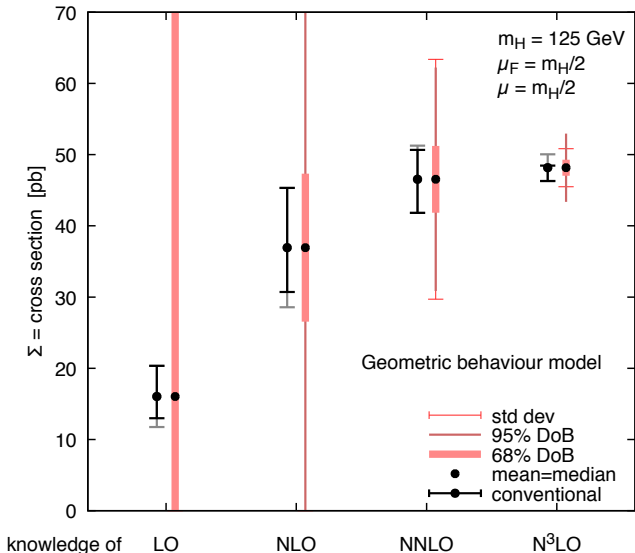 70
60
50
40
30
20
10
0
Σ = cross section [pb]
m_H = 125 GeV
μ_F = m_H/2
μ = m_H/2
Geometric behaviour model
std dev
95% DoB
68% DoB
mean=median
conventional
knowledge of LO NLO NNLO N³LO